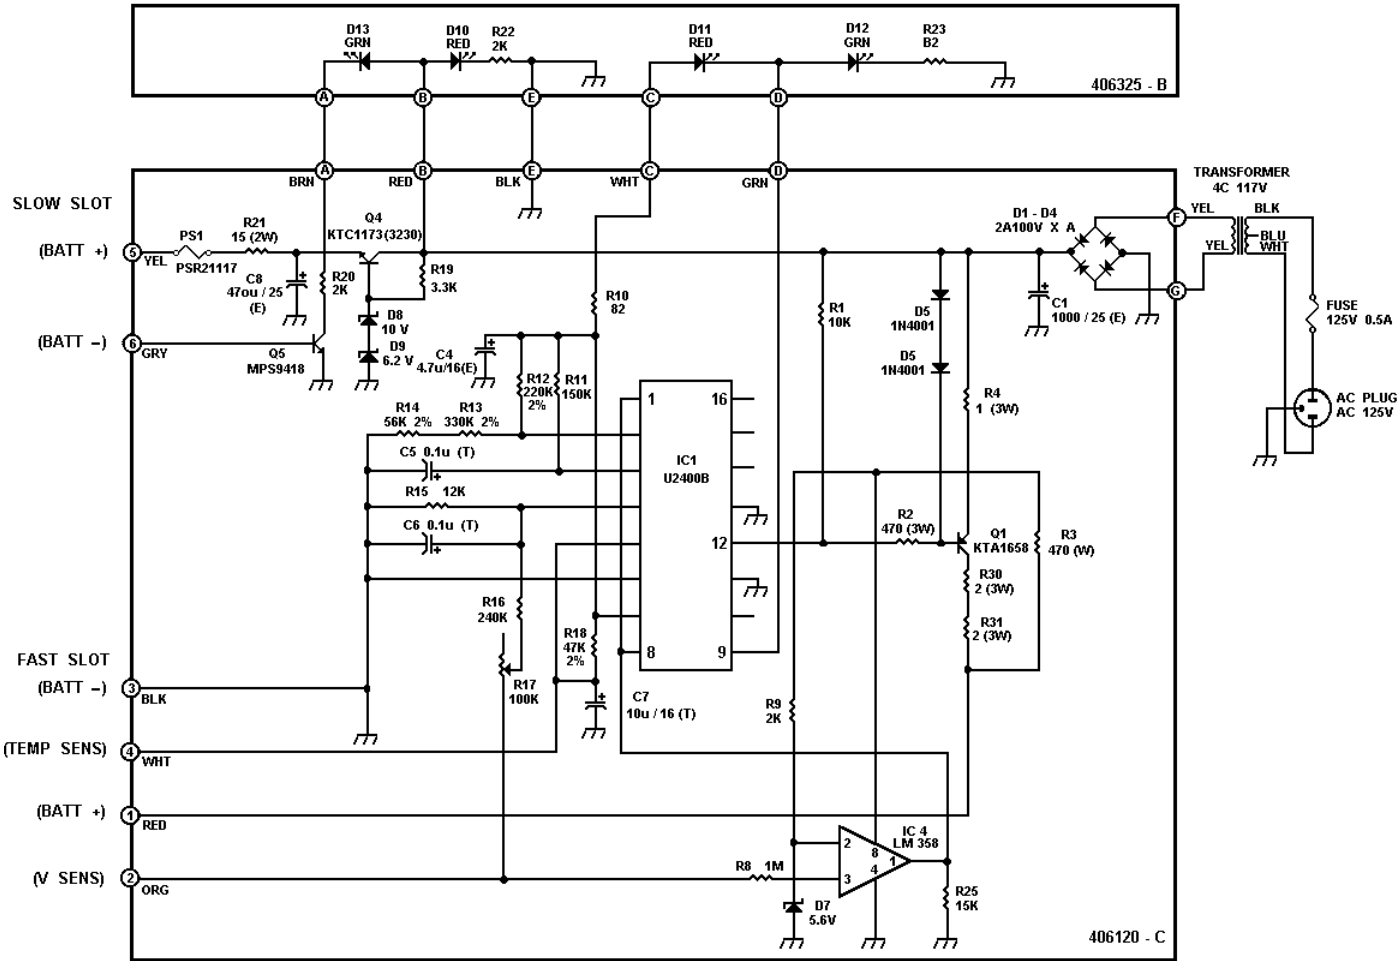 D13
GRN
D10
RED
R22
2K
D11
RED
D12
GRN
R23
B2
406325 - B
A
B
E
C
D
A
B
E
C
D
BRN
RED
BLK
WHT
GRN
TRANSFORMER
4C 117V
SLOW SLOT
(BATT +)
5
YEL
PS1
PSR21117
R21
15 (2W)
Q4
KTC1173 (3230)
D1 - D4
2A100V X A
F
YEL
BLK
BLU
WHT
YEL
G
C8
47ou / 25
(E)
R20
2K
R19
3.3K
R10
82
R1
10K
D5
1N4001
C1
1000 / 25 (E)
FUSE
125V 0.5A
D8
10 V
D9
6.2 V
(BATT –)
6
GRY
Q5
MPS9418
C4
4.7u/16(E)
D5
1N4001
R12
220K
2%
R11
150K
R4
1 (3W)
AC PLUG
AC 125V
R14
56K 2%
R13
330K 2%
1
16
C5 0.1u (T)
IC1
U2400B
R15 12K
C6 0.1u (T)
12
R2
470 (3W)
Q1
KTA1658
R3
470 (W)
R30
2 (3W)
R16
240K
R31
2 (3W)
R18
47K
2%
8
9
FAST SLOT
(BATT –)
3
BLK
R17
100K
C7
10u / 16 (T)
R9
2K
(TEMP SENS)
4
WHT
(BATT +)
1
RED
IC 4
LM 358
2
8
1
4
3
(V SENS)
2
ORG
R8 1M
D7
5.6V
R25
15K
406120 - C